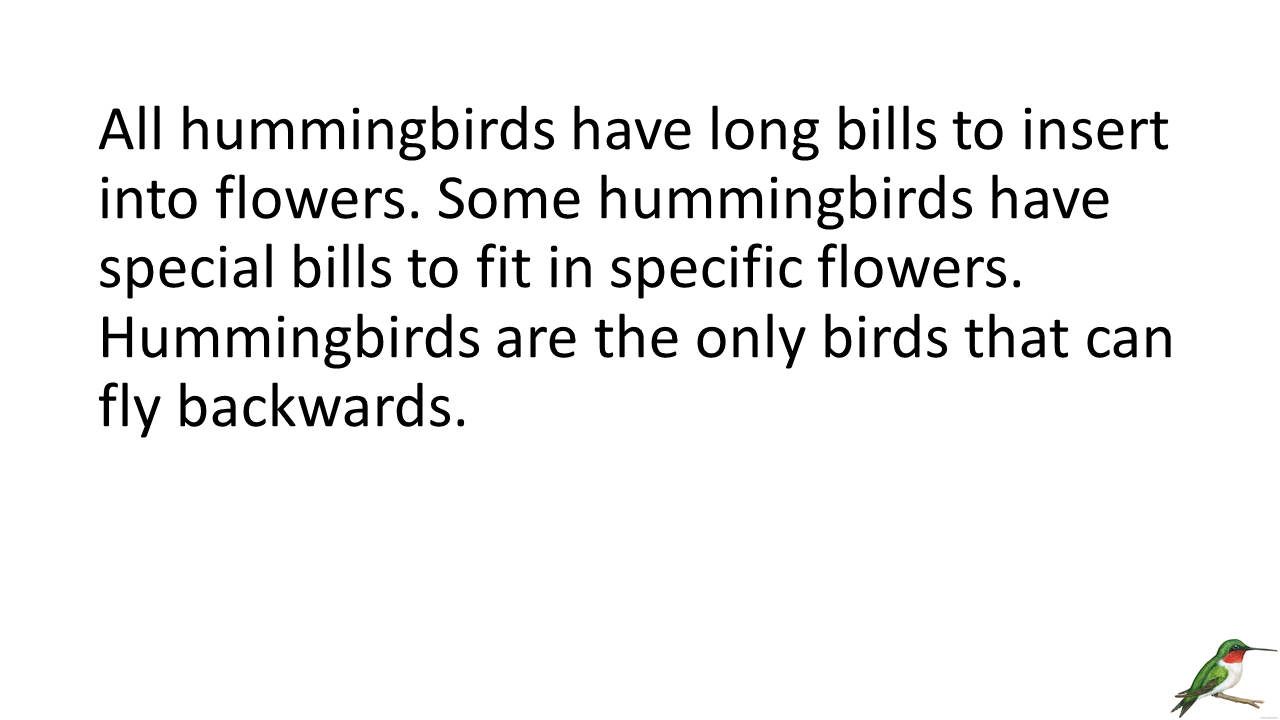 All hummingbirds have long bills to insert
into flowers. Some hummingbirds have
special bills to fit in specific flowers.
Hummingbirds are the only birds that can
fly backwards.